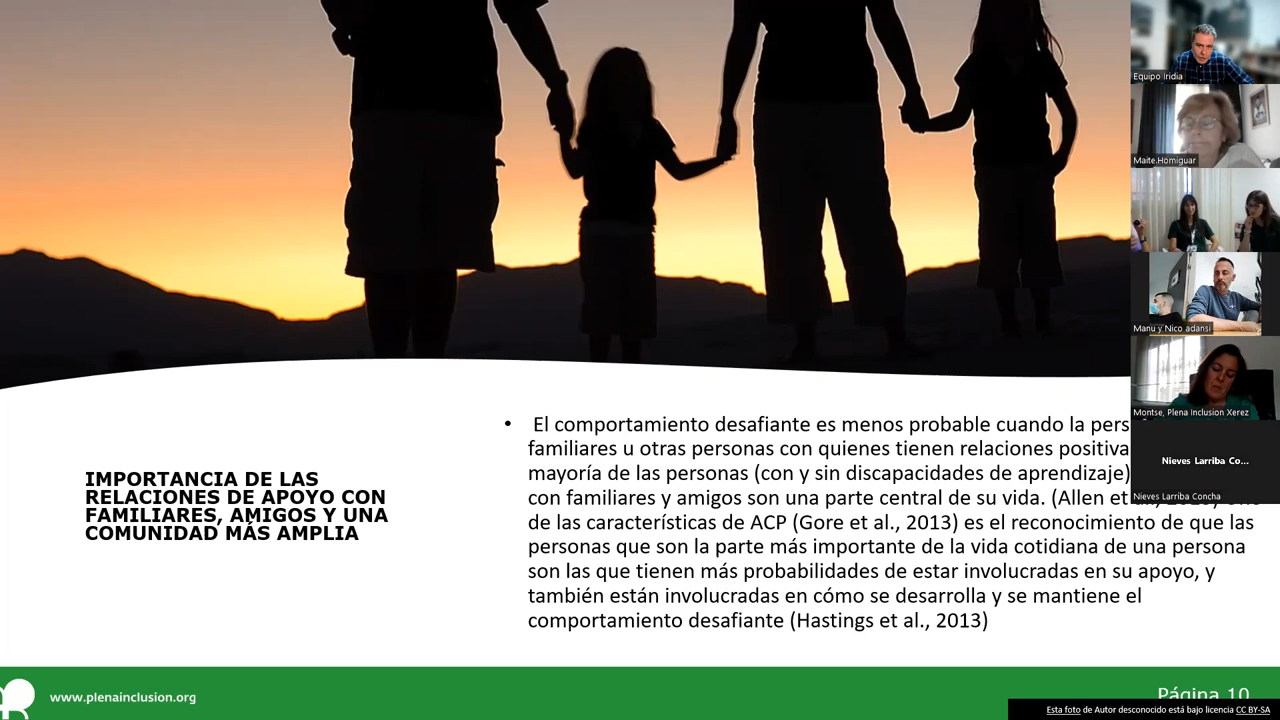 IMPORTANCIA DE LAS
RELACIONES DE APOYO CON
FAMILIARES, AMIGOS Y UNA
COMUNIDAD MÁS AMPLIA
• El comportamiento desafiante es menos probable cuando la
familiares u otras personas con quienes tienen relaciones
mayoría de las personas (con y sin discapacidades de aprendizaje)
con familiares y amigos son una parte central de su vida. (Allen et
de las características de ACP (Gore et al., 2013) es el reconocimiento de que las
personas que son la parte más importante de la vida cotidiana de una persona
son las que tienen más probabilidades de estar involucradas en su apoyo, y
también están involucradas en cómo se desarrolla y se mantiene el
comportamiento desafiante (Hastings et al., 2013)
Equipo Iridia
Maite.Homiguar
Manu y Nico adansi
Montse, Plena Inclusion Xerez
Nieves Larriba Co...
Nieves Larriba Concha
www.plenainclusion.org
Página 10
Esta foto de Autor desconocido está bajo licencia CC BY-SA